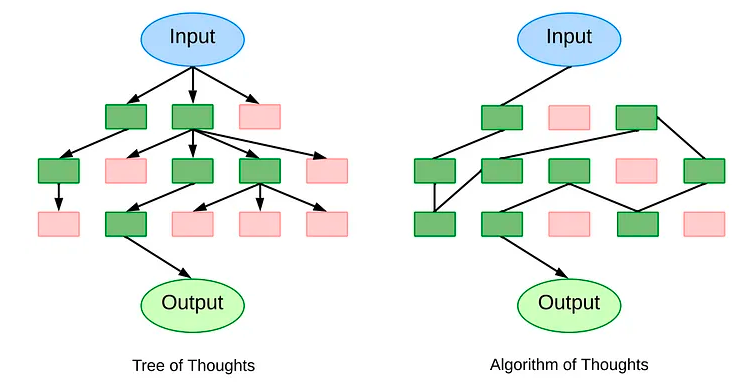 Input
Input
Output
Output
Tree of Thoughts
Algorithm of Thoughts